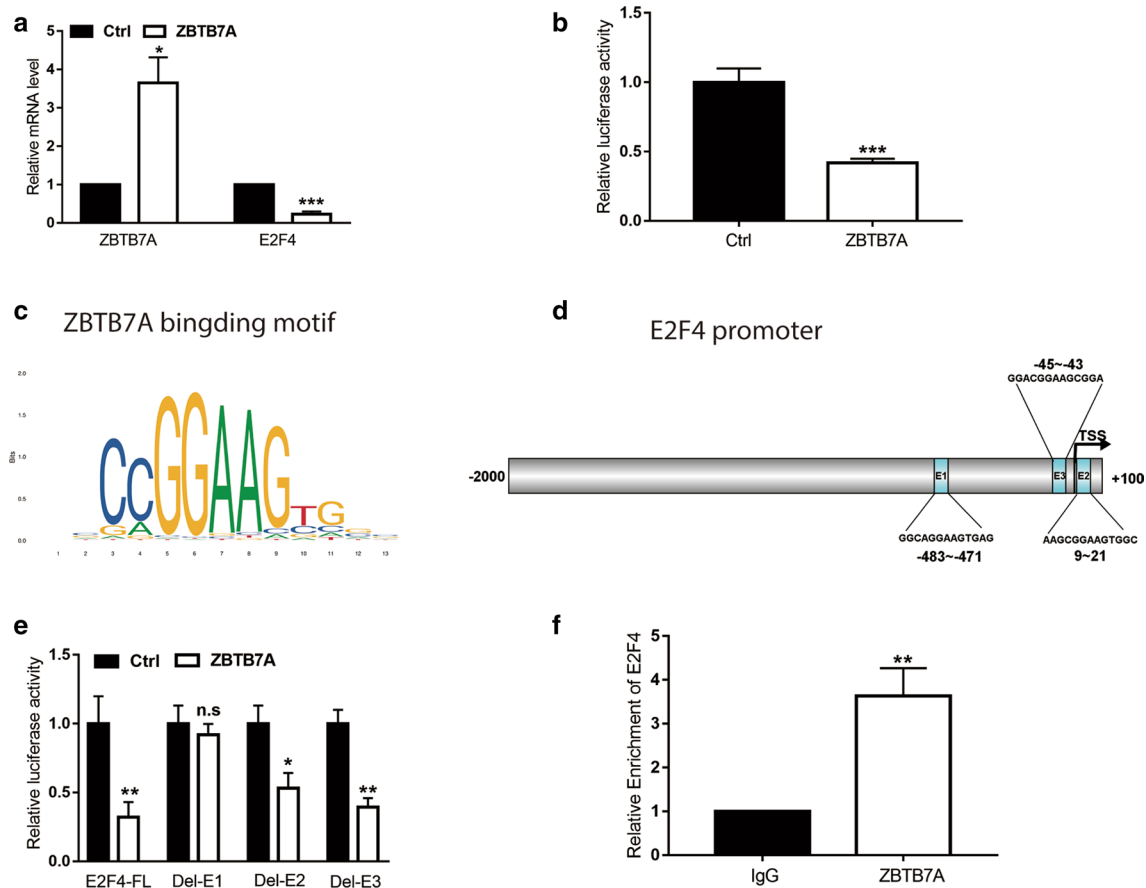 a
Ctrl ZBTB7A
Relative mRNA level
5
4
3
2
1
0
*
***
ZBTB7A E2F4
b
Relative luciferase activity
1.5
1.0
0.5
0.0
***
Ctrl ZBTB7A
c
ZBTB7A bingding motif
Bits
2.0
1.5
1.0
0.5
0.0
CCGGAAGTG
1 2 3 4 5 6 7 8 9 10 11 12 13
d
E2F4 promoter
-45~-43
GGACGGAAGCGGA
TSS
-2000
E1 E3 E2
+100
GGCAGGAAGTGAG
-483~-471
AAGCGGAAGTGGC
9~21
e
Ctrl ZBTB7A
Relative luciferase activity
1.5
1.0
0.5
0.0
**
n.s
*
**
E2F4-FL Del-E1 Del-E2 Del-E3
f
Relative Enrichment of E2F4
5
4
3
2
1
0
**
IgG ZBTB7A